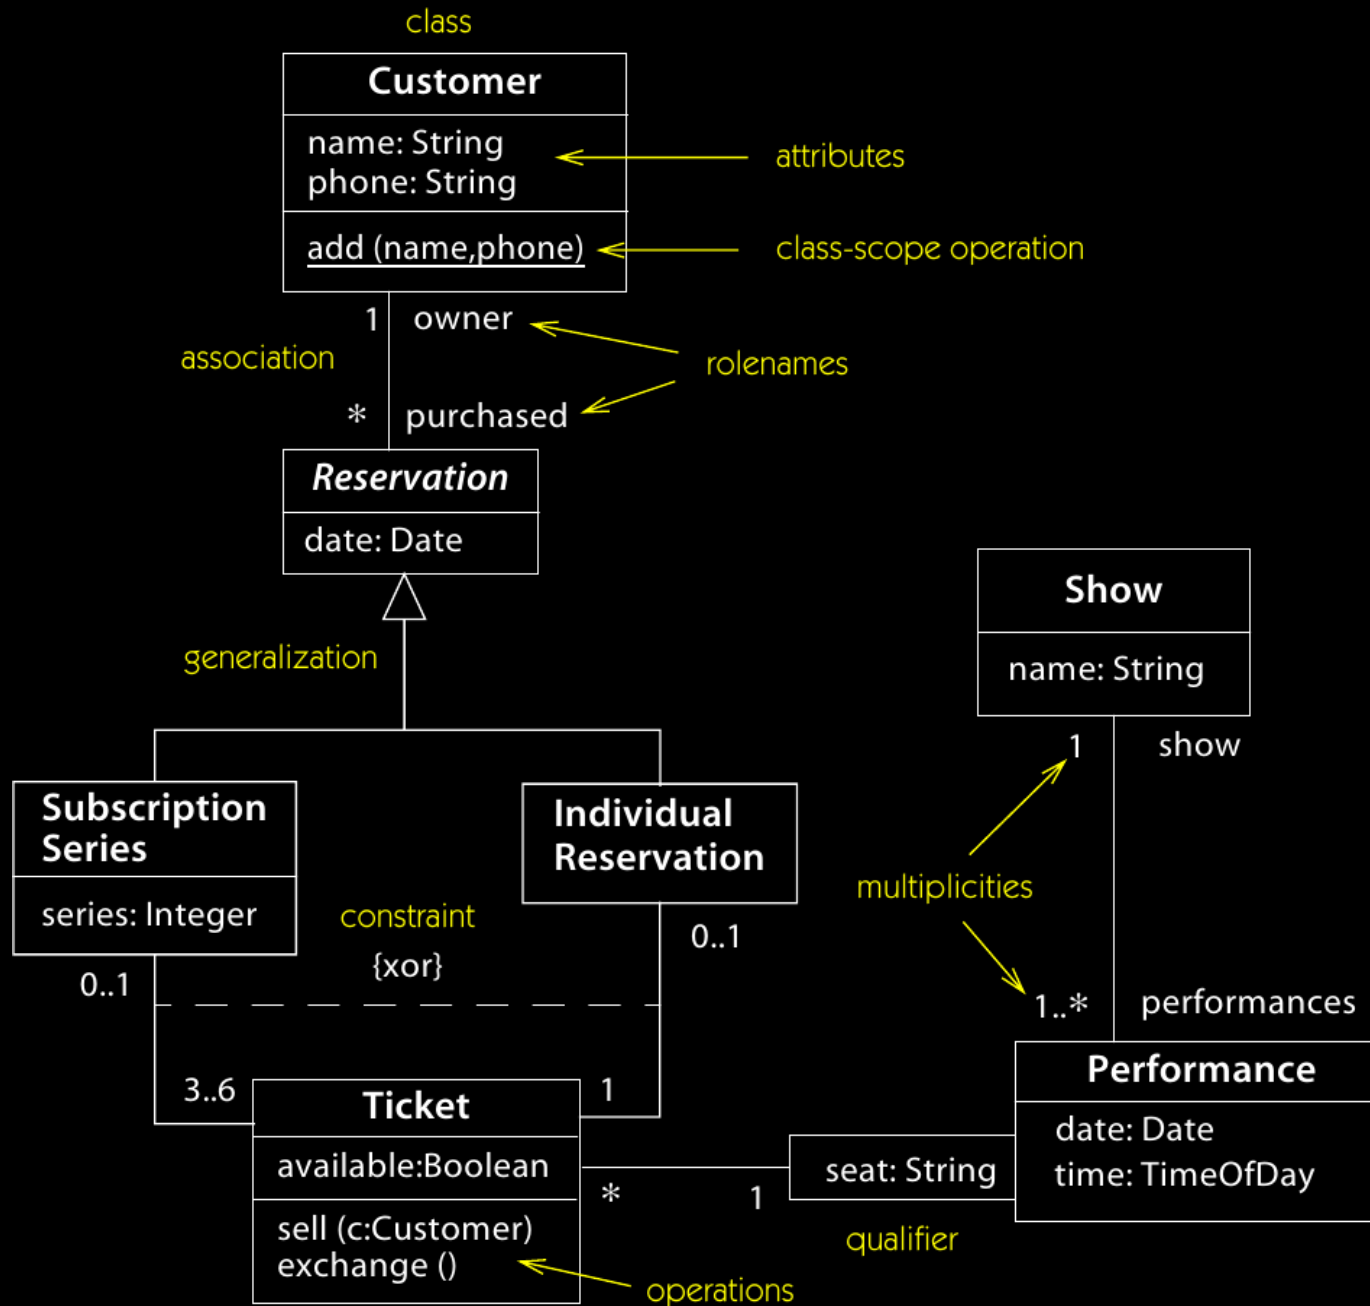 class
Customer
name: String
phone: String
attributes
add (name,phone)
class-scope operation
1 owner
association
rolenames
* purchased
Reservation
date: Date
generalization
Show
name: String
1 show
Subscription
Series
series: Integer
Individual
Reservation
constraint
{xor}
0..1
0..1
multiplicities
1..* performances
Performance
date: Date
time: TimeOfDay
3..6
Ticket
1
available:Boolean
sell (c:Customer)
exchange ()
operations
* 1
seat: String
qualifier